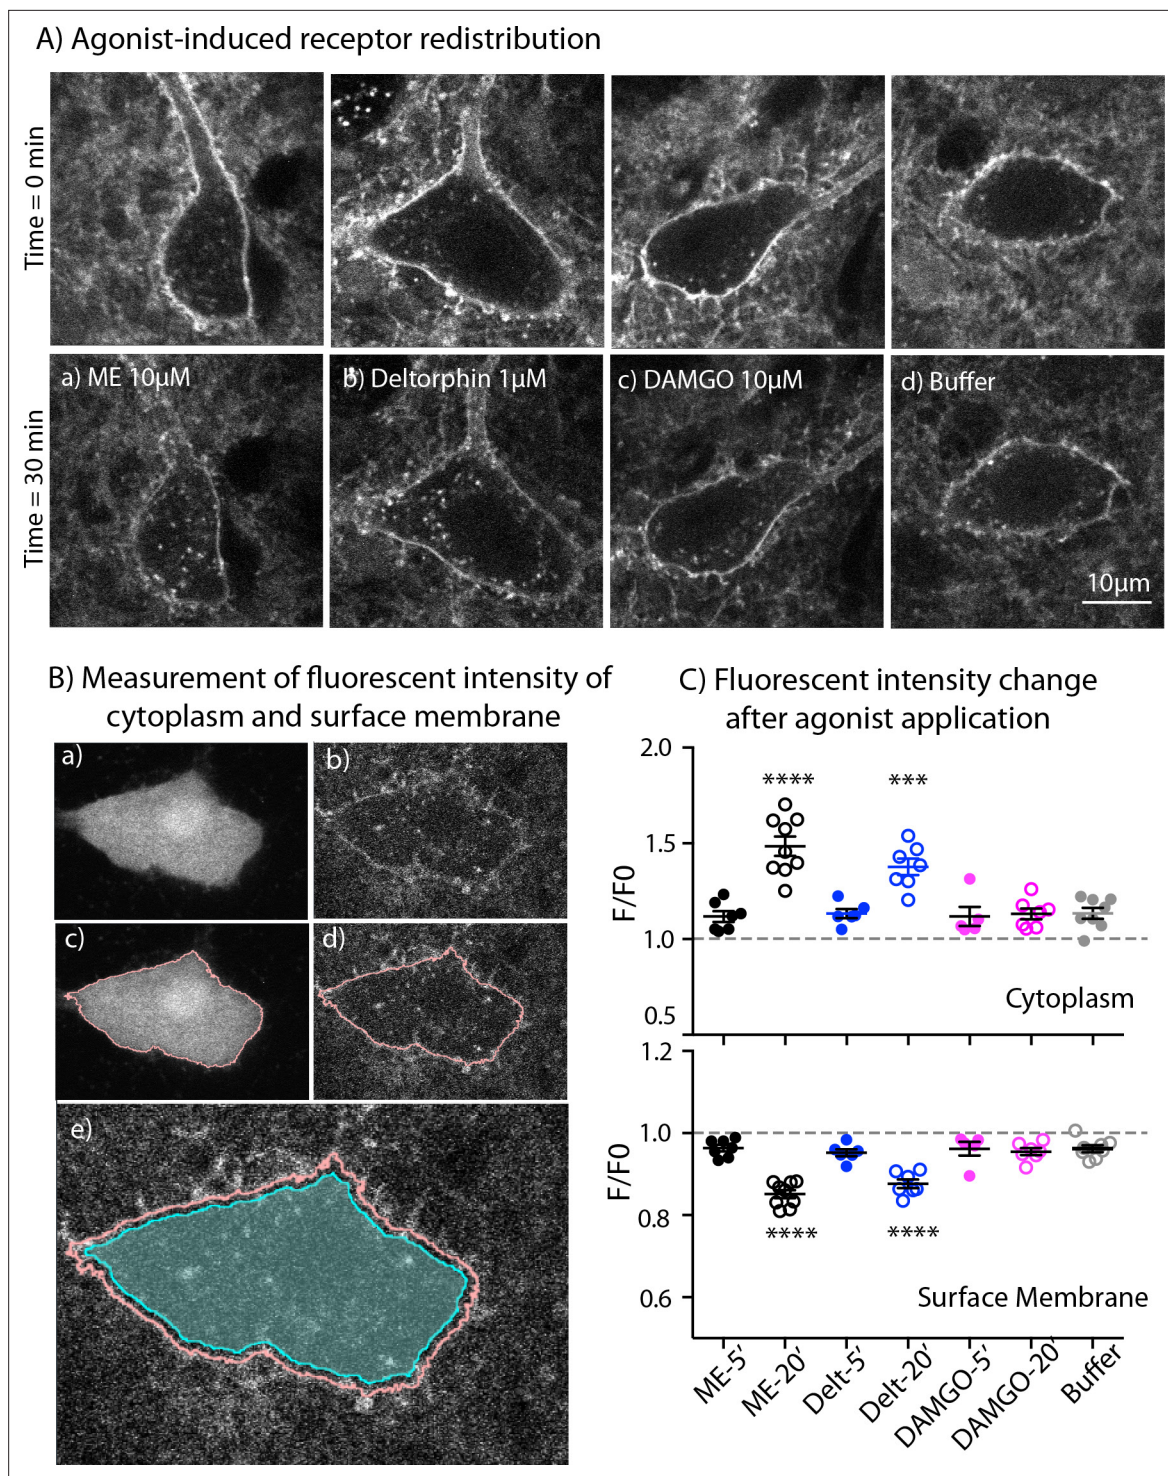 A) Agonist-induced receptor redistribution
Time = 0 min
Time = 30 min
a) ME 10µM
b) Deltorphin 1µM
c) DAMGO 10µM
d) Buffer
10µm
B) Measurement of fluorescent intensity of
cytoplasm and surface membrane
a)
b)
c)
d)
e)
C) Fluorescent intensity change
after agonist application
2.0
1.5
1.0
0.5
F/F0
****
***
Cytoplasm
1.2
1.0
0.8
0.6
F/F0
****
****
Surface Membrane
ME-5'
ME-20'
Delt-5'
Delt-20'
DAMGO-5'
DAMGO-20'
Buffer